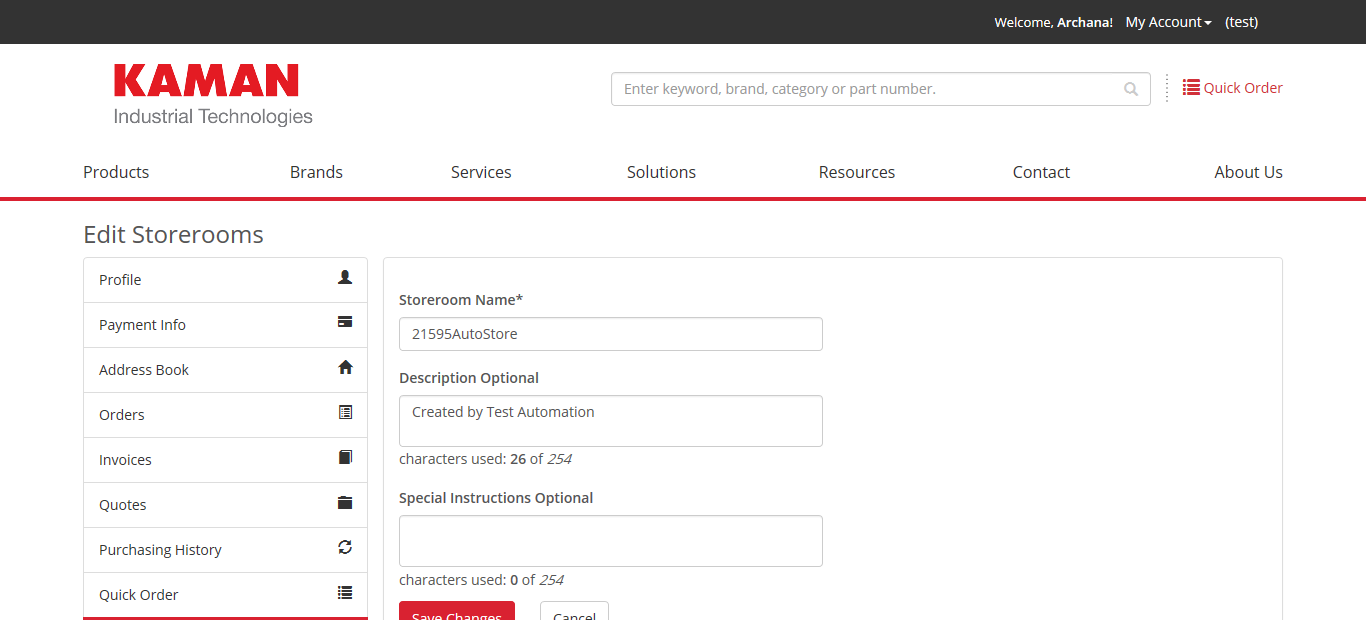 Welcome, Archana! My Account (test)
KAMAN
Industrial Technologies
Enter keyword, brand, category or part number.
Quick Order
Products Brands Services Solutions Resources Contact About Us
Edit Storerooms
Profile
Payment Info
Address Book
Orders
Invoices
Quotes
Purchasing History
Quick Order
Storeroom Name*
21595AutoStore
Description Optional
Created by Test Automation
characters used: 26 of 254
Special Instructions Optional
characters used: 0 of 254
Save Changes Cancel